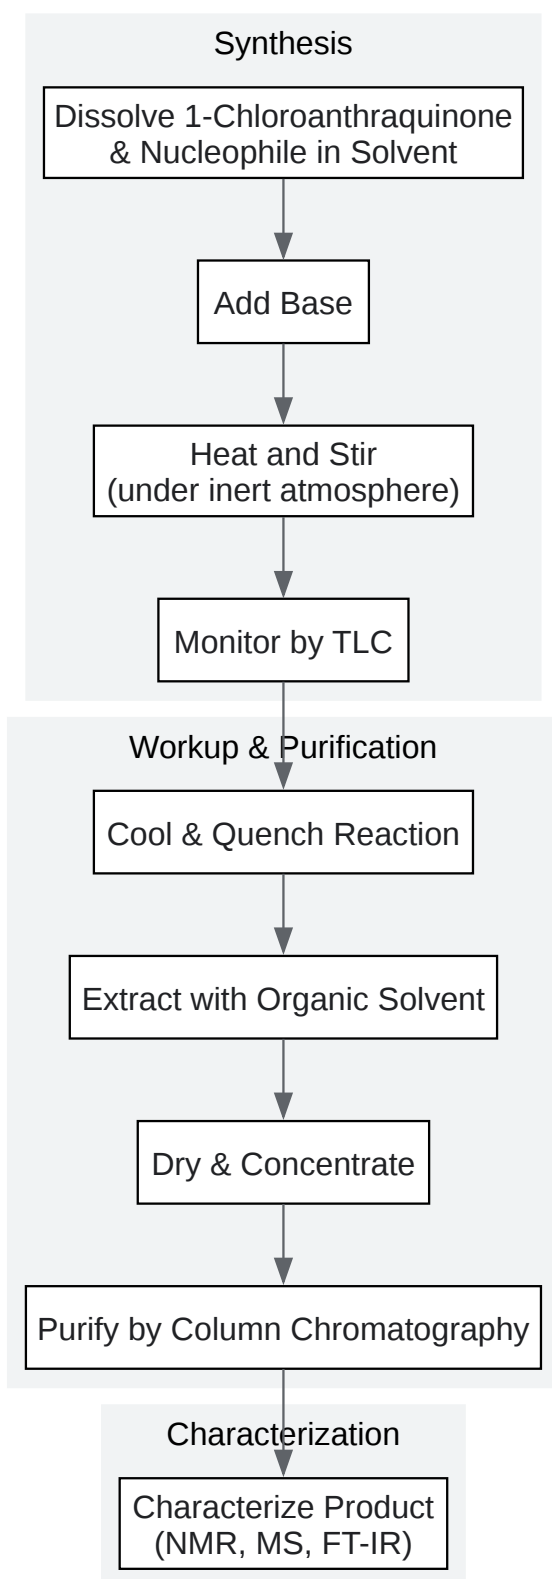 Synthesis
Dissolve 1-Chloroanthraquinone
& Nucleophile in Solvent
Add Base
Heat and Stir
(under inert atmosphere)
Monitor by TLC
Workup & Purification
Cool & Quench Reaction
Extract with Organic Solvent
Dry & Concentrate
Purify by Column Chromatography
Characterization
Characterize Product
(NMR, MS, FT-IR)